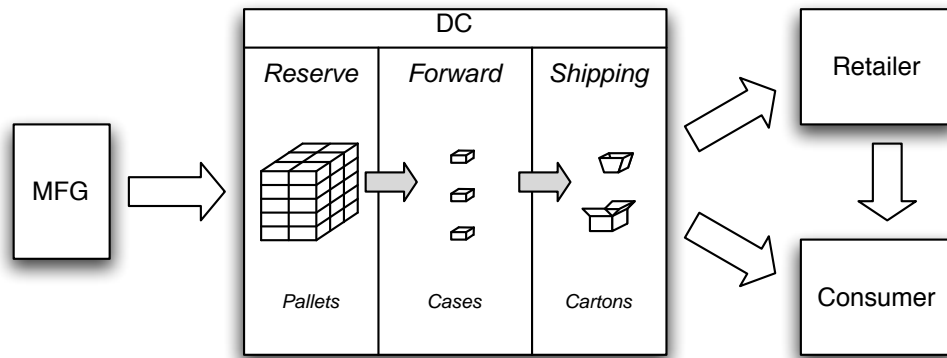 DC
Reserve
Forward
Shipping
Retailer
MFG
Pallets
Cases
Cartons
Consumer